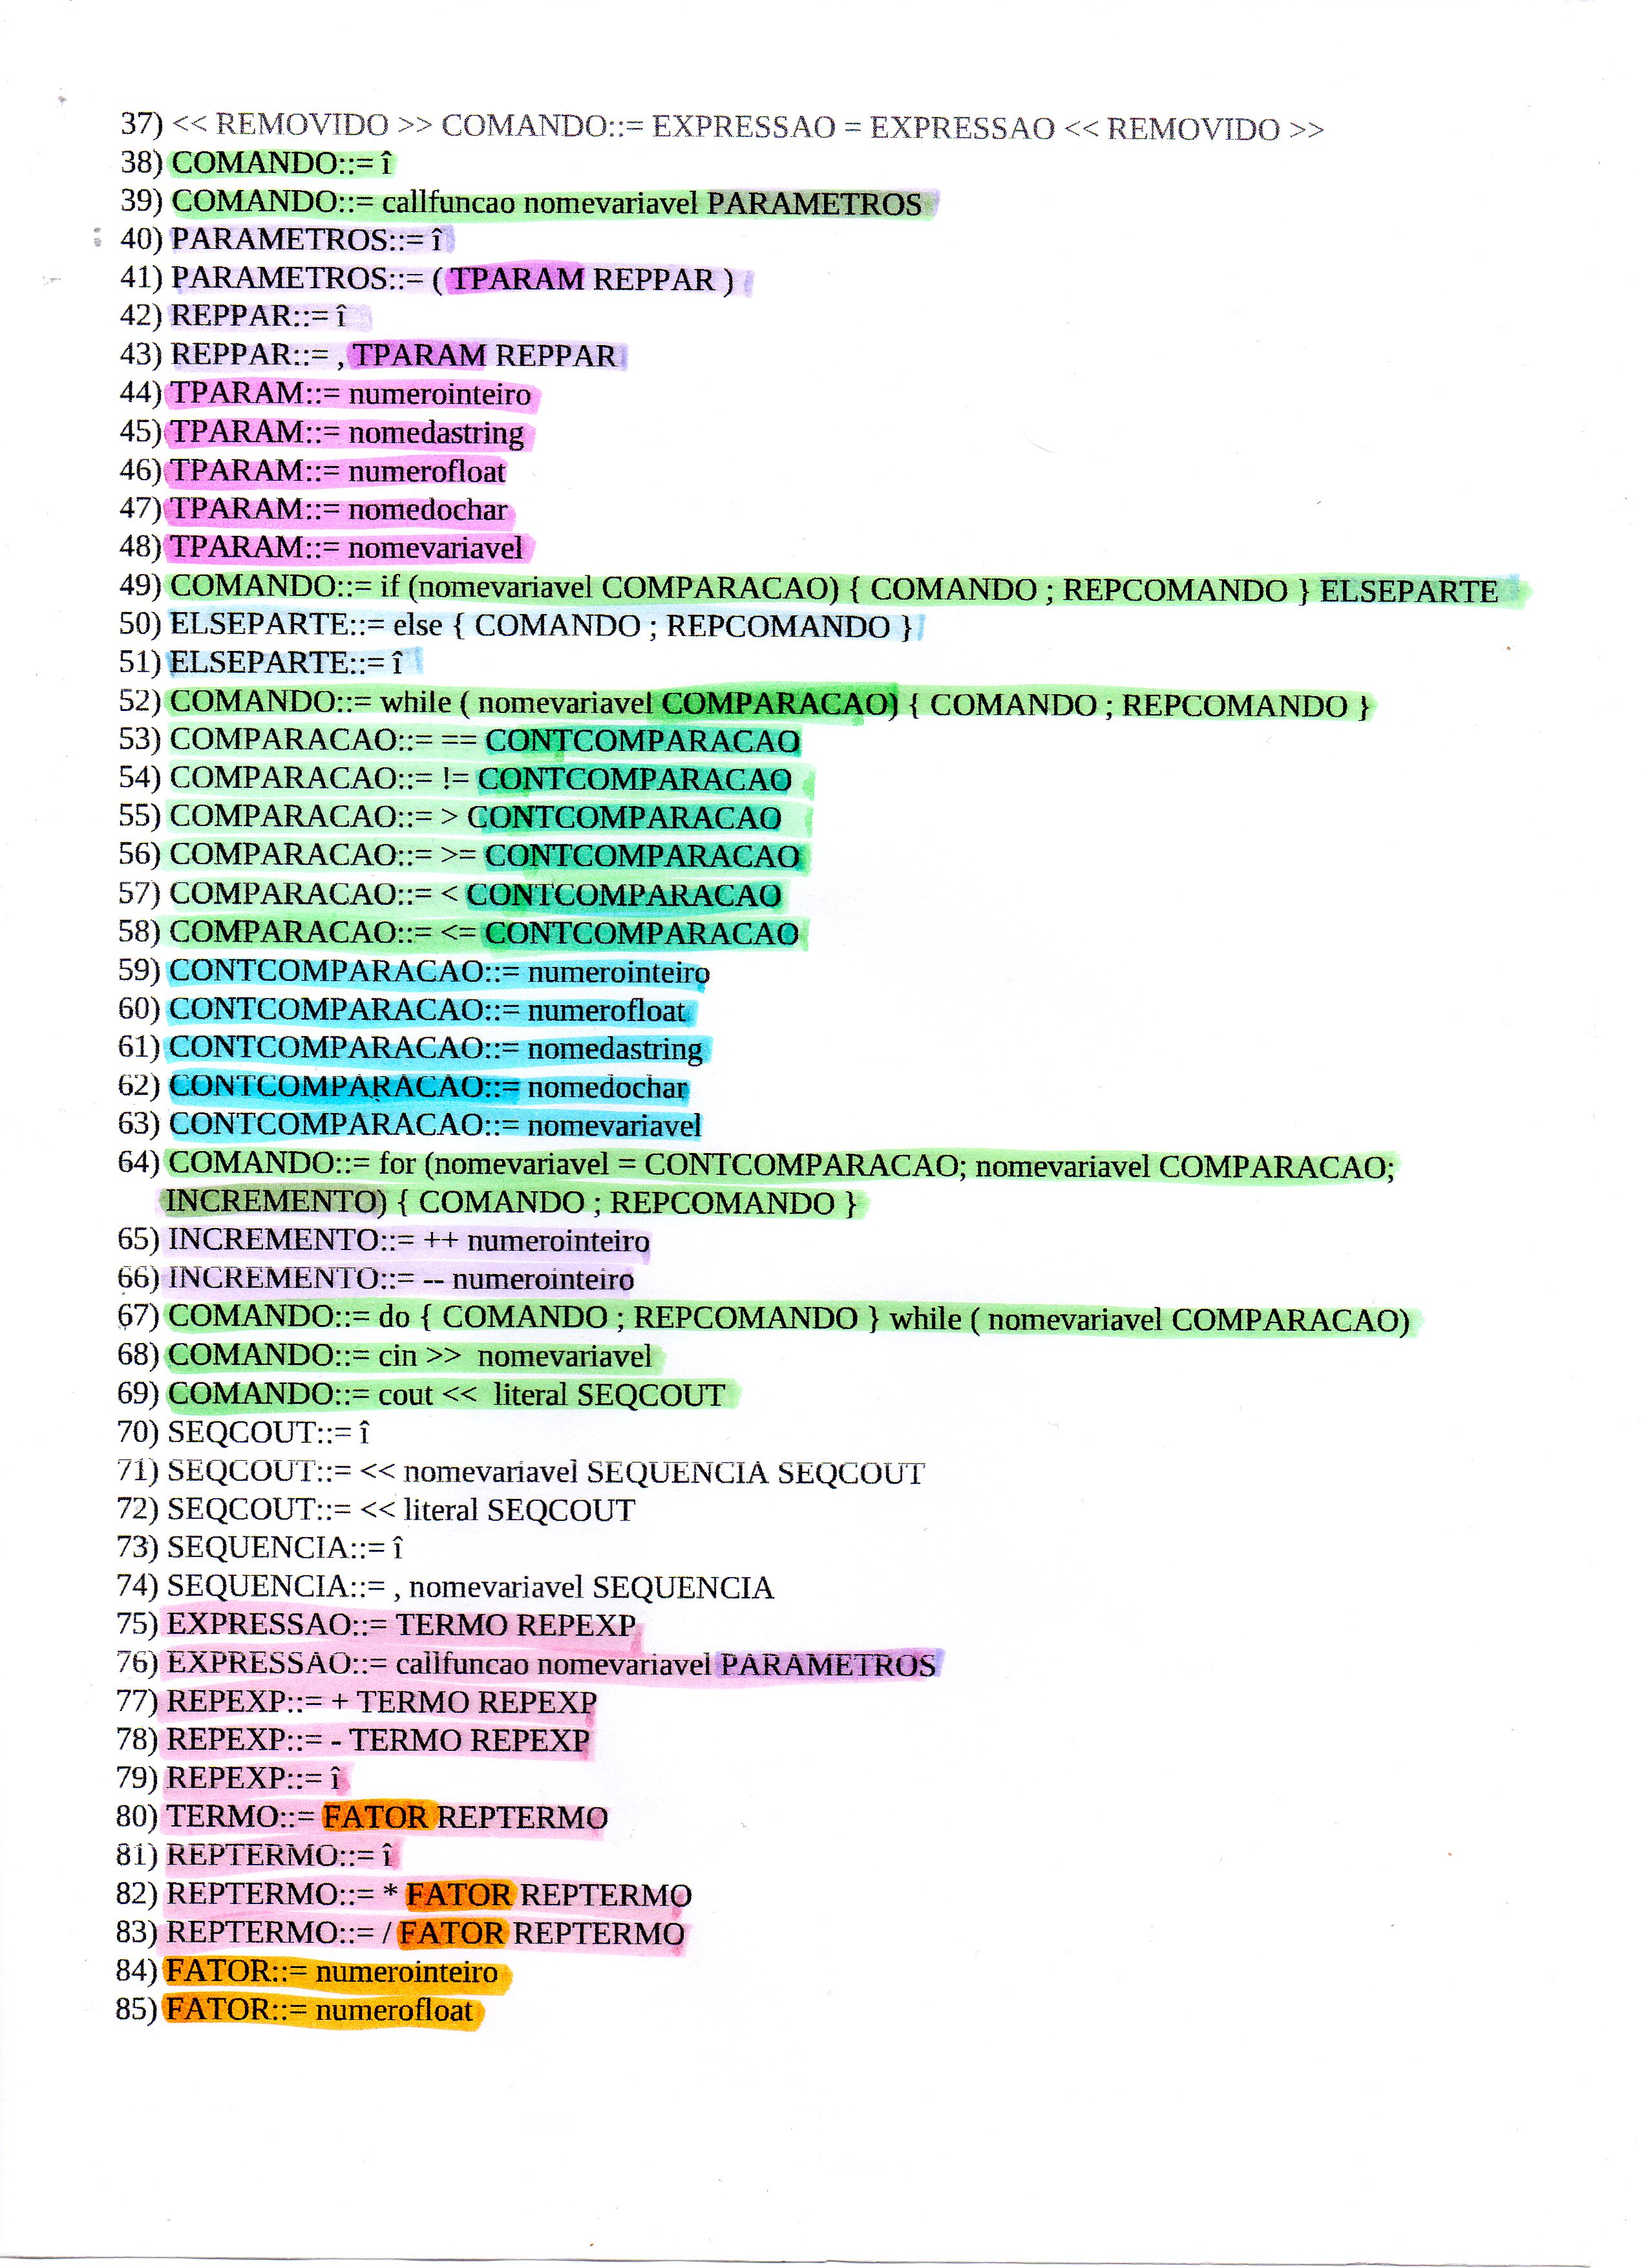 37) << REMOVIDO >> COMANDO::= EXPRESSAO = EXPRESSAO << REMOVIDO >>
38) COMANDO::= î
39) COMANDO::= callfuncao nomevariavel PARAMETROS
40) PARAMETROS::= î
41) PARAMETROS::= ( TPARAM REPPAR )
42) REPPAR::= î
43) REPPAR::= , TPARAM REPPAR
44) TPARAM::= numerointeiro
45) TPARAM::= nomedastring
46) TPARAM::= numerofloat
47) TPARAM::= nomedochar
48) TPARAM::= nomevariavel
49) COMANDO::= if (nomevariavel COMPARACAO) { COMANDO ; REPCOMANDO } ELSEPARTE
50) ELSEPARTE::= else { COMANDO ; REPCOMANDO }
51) ELSEPARTE::= î
52) COMANDO::= while ( nomevariavel COMPARACAO) { COMANDO ; REPCOMANDO }
53) COMPARACAO::= == CONTCOMPARACAO
54) COMPARACAO::= != CONTCOMPARACAO
55) COMPARACAO::= > CONTCOMPARACAO
56) COMPARACAO::= >= CONTCOMPARACAO
57) COMPARACAO::= < CONTCOMPARACAO
58) COMPARACAO::= <= CONTCOMPARACAO
59) CONTCOMPARACAO::= numerointeiro
60) CONTCOMPARACAO::= numerofloat
61) CONTCOMPARACAO::= nomedastring
62) CONTCOMPARACAO::= nomedochar
63) CONTCOMPARACAO::= nomevariavel
64) COMANDO::= for (nomevariavel = CONTCOMPARACAO; nomevariavel COMPARACAO;
INCREMENTO) { COMANDO ; REPCOMANDO }
65) INCREMENTO::= ++ numerointeiro
66) INCREMENTO::= -- numerointeiro
67) COMANDO::= do { COMANDO ; REPCOMANDO } while ( nomevariavel COMPARACAO)
68) COMANDO::= cin >> nomevariavel
69) COMANDO::= cout << literal SEQCOUT
70) SEQCOUT::= î
71) SEQCOUT::= << nomevariavel SEQUENCIA SEQCOUT
72) SEQCOUT::= << literal SEQCOUT
73) SEQUENCIA::= î
74) SEQUENCIA::= , nomevariavel SEQUENCIA
75) EXPRESSAO::= TERMO REPEXP
76) EXPRESSAO::= callfuncao nomevariavel PARAMETROS
77) REPEXP::= + TERMO REPEXP
78) REPEXP::= - TERMO REPEXP
79) REPEXP::= î
80) TERMO::= FATOR REPTERMO
81) REPTERMO::= î
82) REPTERMO::= * FATOR REPTERMO
83) REPTERMO::= / FATOR REPTERMO
84) FATOR::= numerointeiro
85) FATOR::= numerofloat